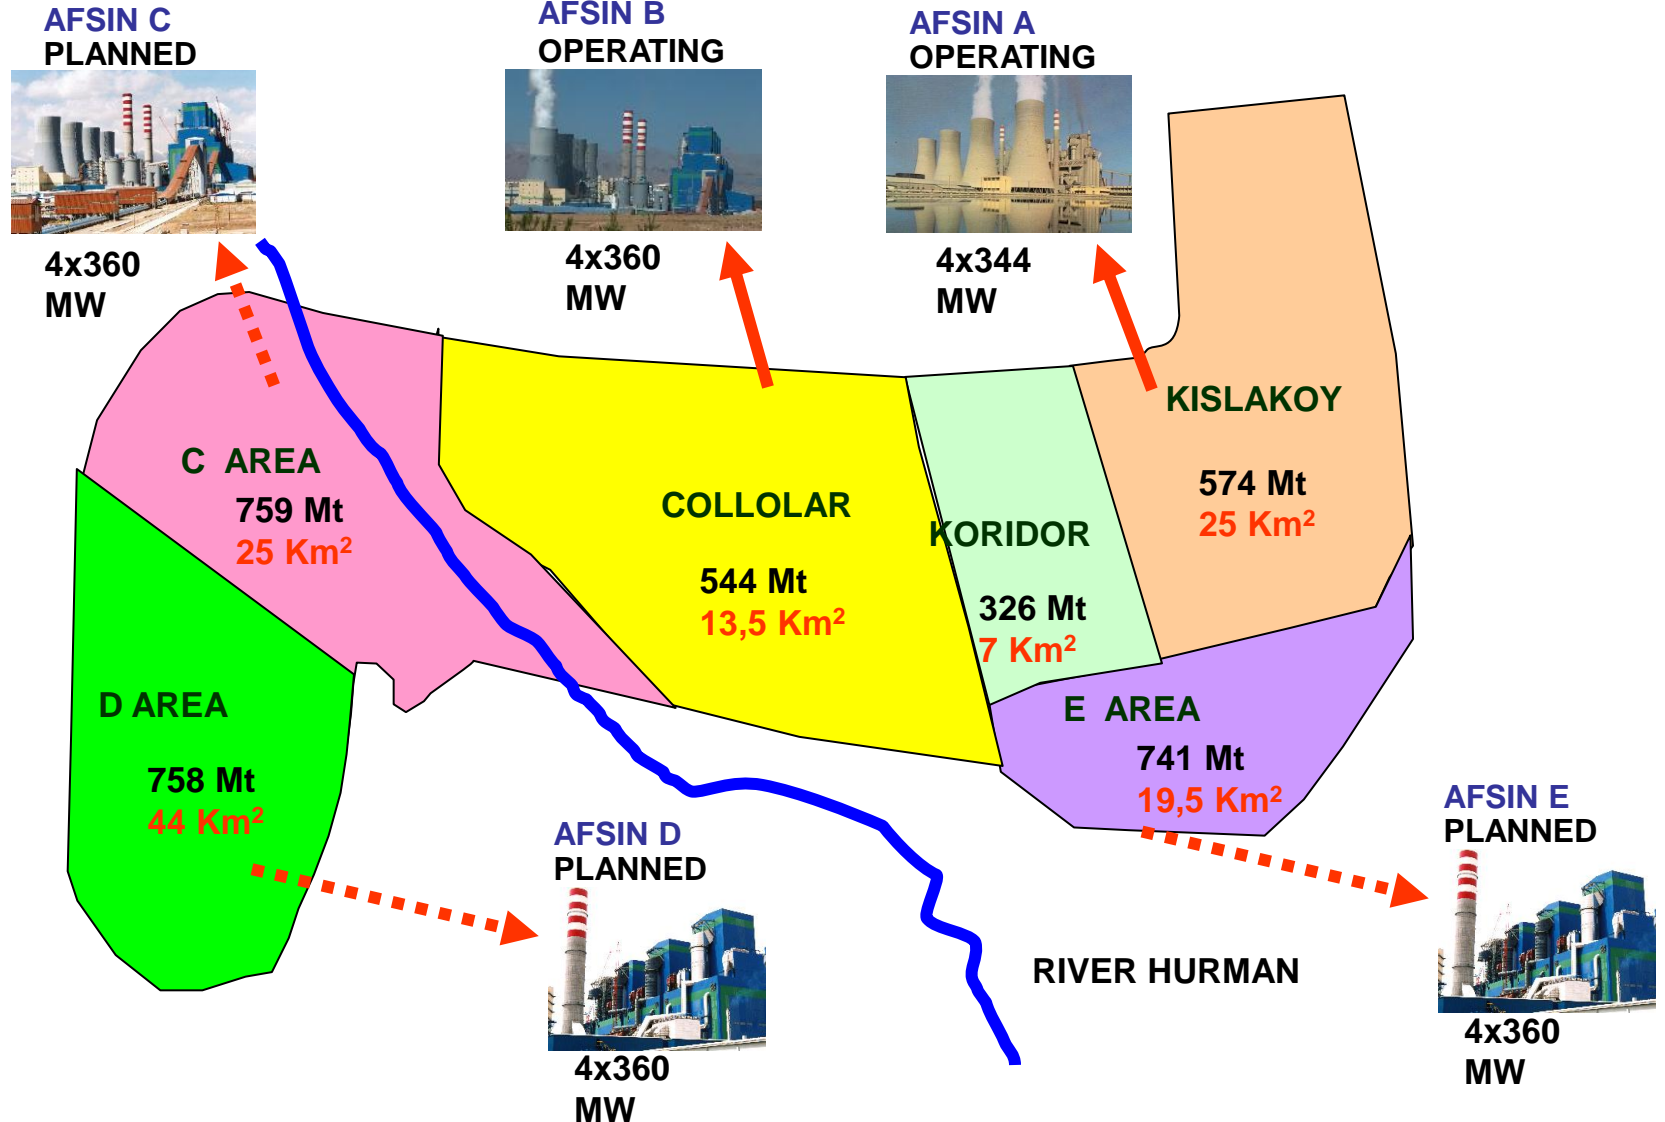 AFSIN C
PLANNED
4x360
MW
AFSIN B
OPERATING
4x360
MW
AFSIN A
OPERATING
4x344
MW
C AREA
759 Mt
25 Km²
COLLOLAR
544 Mt
13,5 Km²
KORIDOR
326 Mt
7 Km²
KISLAKOY
574 Mt
25 Km²
D AREA
758 Mt
44 Km²
E AREA
741 Mt
19,5 Km²
AFSIN D
PLANNED
4x360
MW
RIVER HURMAN
AFSIN E
PLANNED
4x360
MW